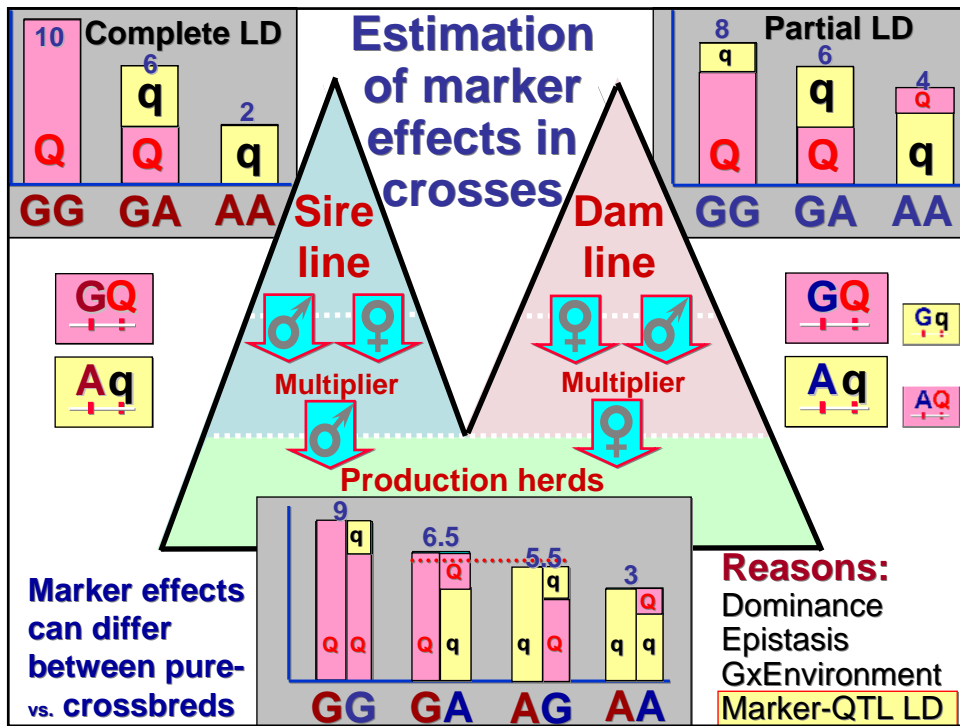 Estimation
of marker
effects in
crosses
Complete LD
10
6
2
Q
q
Q
q
GG GA AA
Partial LD
8
6
4
q
Q
q
Q
Q
q
GG GA AA
Sire
line
Dam
line
GQ
Aq
GQ
Gq
Aq
AQ
♂ ♀
♀ ♂
Multiplier
Multiplier
♂
♀
Production herds
9
6.5
5.5
3
q
Q
q
Q
Q Q
Q q
q Q
q q
GG GA AG AA
Marker effects
can differ
between pure-
vs. crossbreds
Reasons:
Dominance
Epistasis
GxEnvironment
Marker-QTL LD